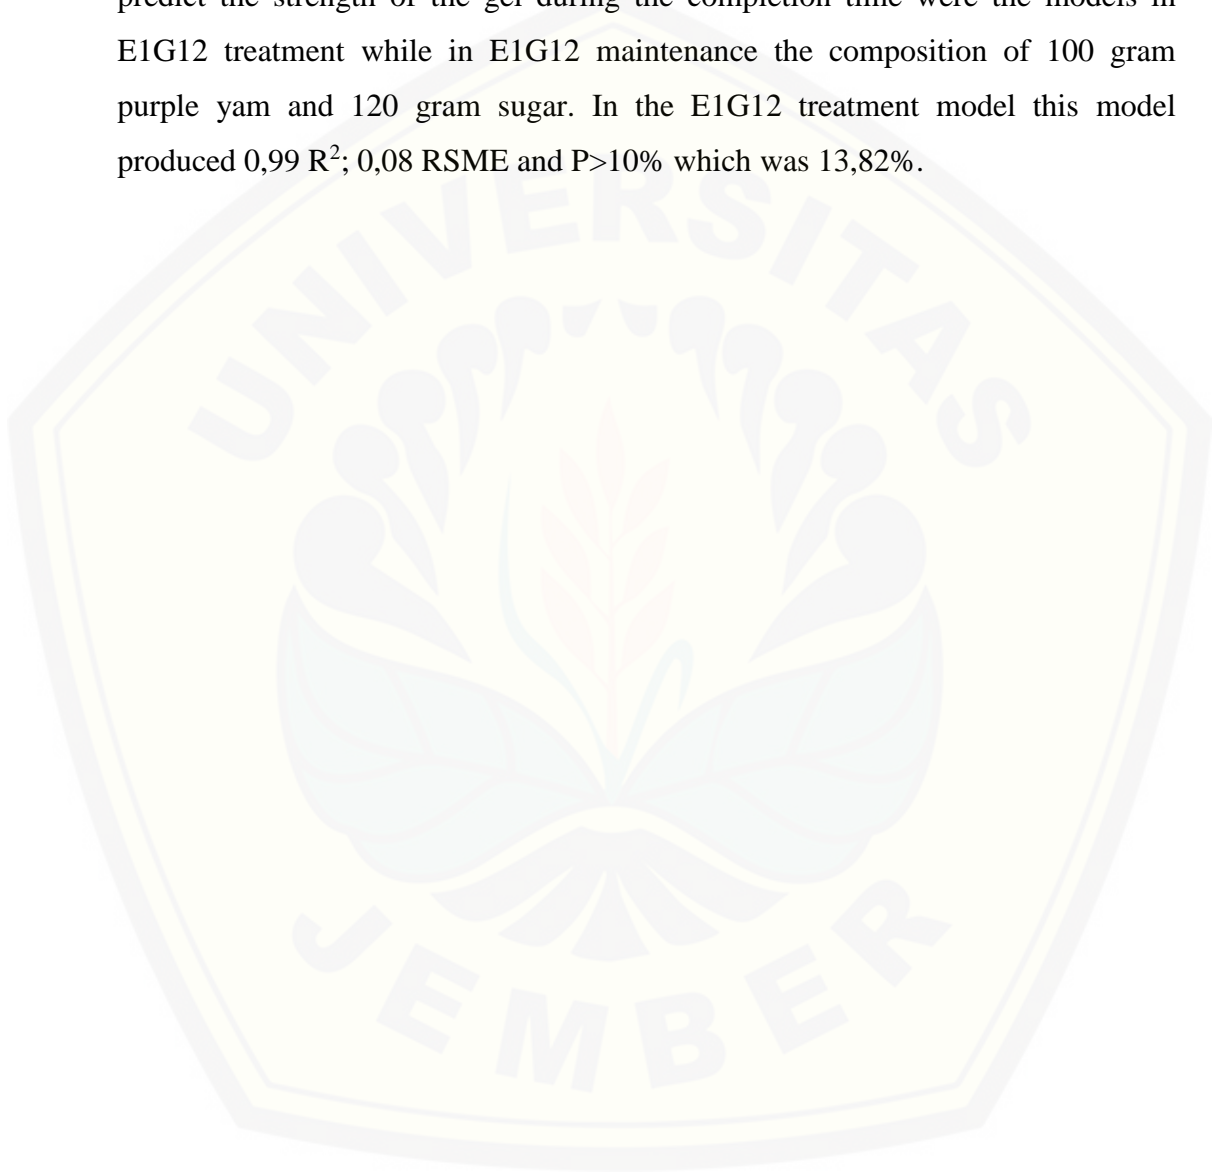 predict the strength of the gel during the completion time were the models in
E1G12 treatment while in E1G12 maintenance the composition of 100 gram
purple yam and 120 gram sugar. In the E1G12 treatment model this model
produced 0,99 R²; 0,08 RSME and P>10% which was 13,82%.
UNIVERSITAS
JEMBER